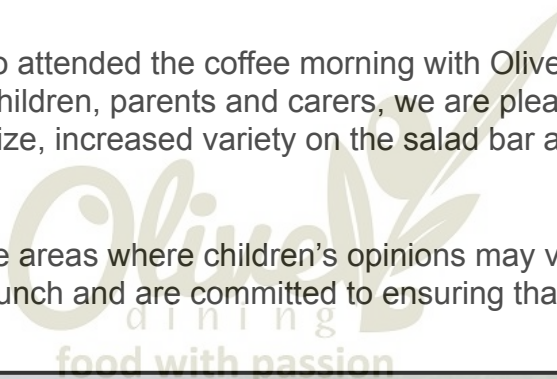 o attended the coffee morning with Olive
hildren, parents and carers, we are plea
ize, increased variety on the salad bar a
e areas where children's opinions may v
unch and are committed to ensuring tha
Olive
dining
food with passion